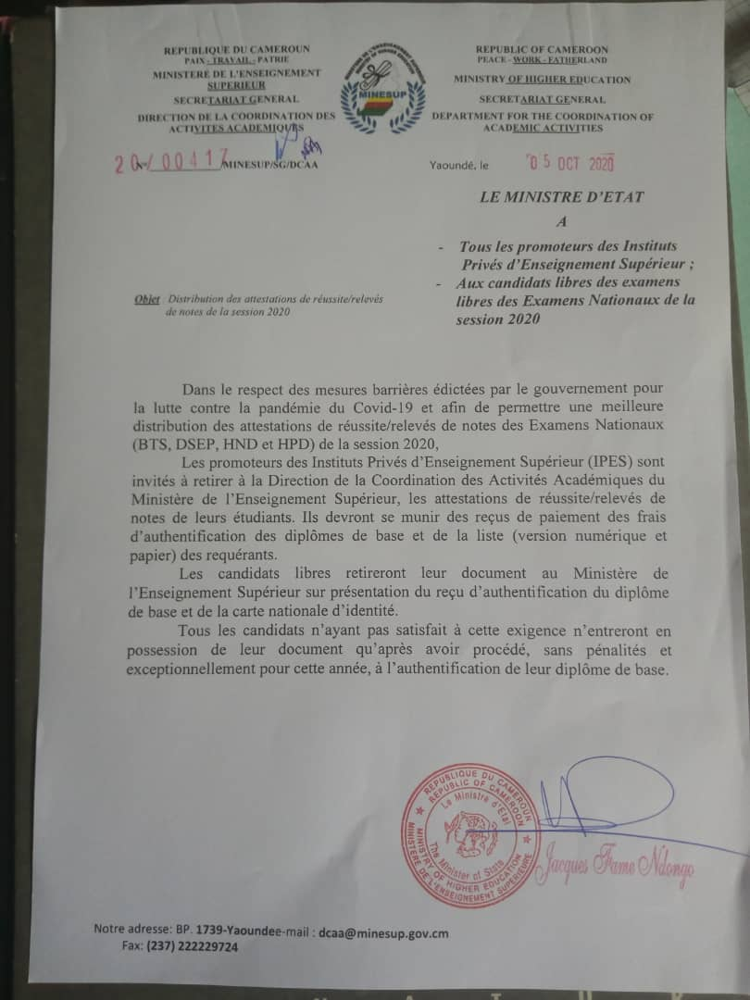 REPUBLIQUE DU CAMEROUN
PAIX - TRAVAIL - PATRIE
MINISTERE DE L'ENSEIGNEMENT
SUPERIEUR
SECRETARIAT GENERAL
DIRECTION DE LA COORDINATION DES
ACTIVITES ACADEMIQUES
20/00417/MINESUP/SG/DCAA
MINESUP
REPUBLIC OF CAMEROON
PEACE - WORK - FATHERLAND
MINISTRY OF HIGHER EDUCATION
SECRETARIAT GENERAL
DEPARTMENT FOR THE COORDINATION OF
ACADEMIC ACTIVITIES
Yaoundé, le 05 OCT 2020
LE MINISTRE D'ETAT
A
- Tous les promoteurs des Instituts
Privés d'Enseignement Supérieur ;
- Aux candidats libres des examens
libres des Examens Nationaux de la
session 2020
Objet : Distribution des attestations de réussite/relevés
de notes de la session 2020
Dans le respect des mesures barrières édictées par le gouvernement pour
la lutte contre la pandémie du Covid-19 et afin de permettre une meilleure
distribution des attestations de réussite/relevés de notes des Examens Nationaux
(BTS, DSEP, HND et HPD) de la session 2020,
Les promoteurs des Instituts Privés d'Enseignement Supérieur (IPES) sont
invités à retirer à la Direction de la Coordination des Activités Académiques du
Ministère de l'Enseignement Supérieur, les attestations de réussite/relevés de
notes de leurs étudiants. Ils devront se munir des reçus de paiement des frais
d'authentification des diplômes de base et de la liste (version numérique et
papier) des requérants.
Les candidats libres retireront leur document au Ministère de
l'Enseignement Supérieur sur présentation du reçu d'authentification du diplôme
de base et de la carte nationale d'identité.
Tous les candidats n'ayant pas satisfait à cette exigence n'entreront en
possession de leur document qu'après avoir procédé, sans pénalités et
exceptionnellement pour cette année, à l'authentification de leur diplôme de base.
REPUBLIQUE DU CAMEROUN
REPUBLIC OF CAMEROON
Le Ministre d'Etat
The Minister of State
MINISTRY OF HIGHER EDUCATION
MINISTERE DE L'ENSEIGNEMENT SUPERIEURE
Jacques Fame Ndongo
Notre adresse: BP. 1739-Yaoundee-mail : dcaa@minesup.gov.cm
Fax: (237) 222229724